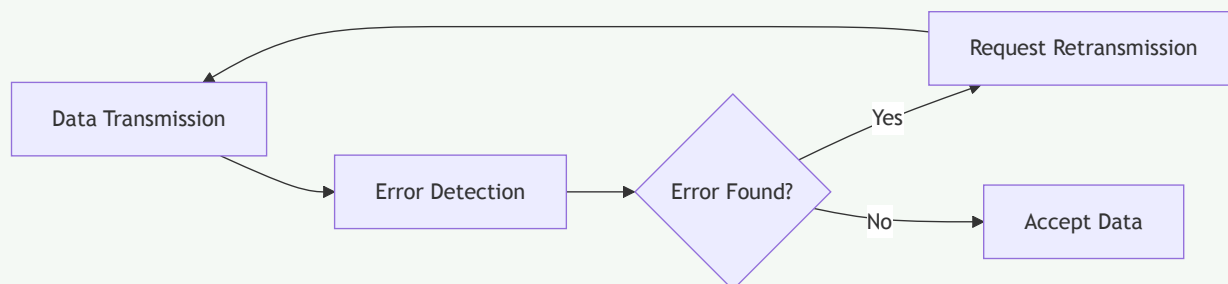 Request Retransmission
Data Transmission
Yes
Error Detection
Error Found?
No
Accept Data